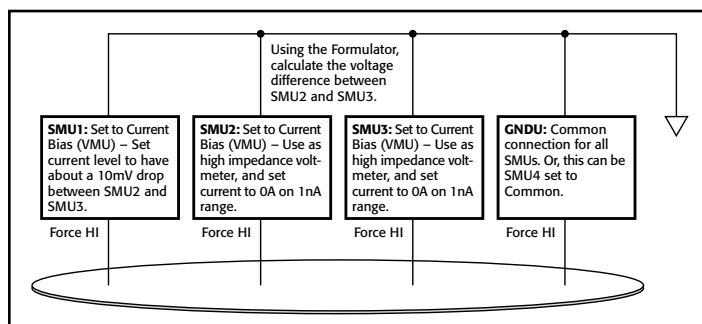 Using the Formulator,
calculate the voltage
difference between
SMU2 and SMU3.
SMU1: Set to Current
Bias (VMU) – Set
current level to have
about a 10mV drop
between SMU2 and
SMU3.
SMU2: Set to Current
Bias (VMU) – Use as
high impedance volt-
meter, and set
current to 0A on 1nA
range.
SMU3: Set to Current
Bias (VMU) – Use as
high impedance volt-
meter, and set
current to 0A on 1nA
range.
GNDU: Common
connection for all
SMUs. Or, this can be
SMU4 set to
Common.
Force HI
Force HI
Force HI
Force HI